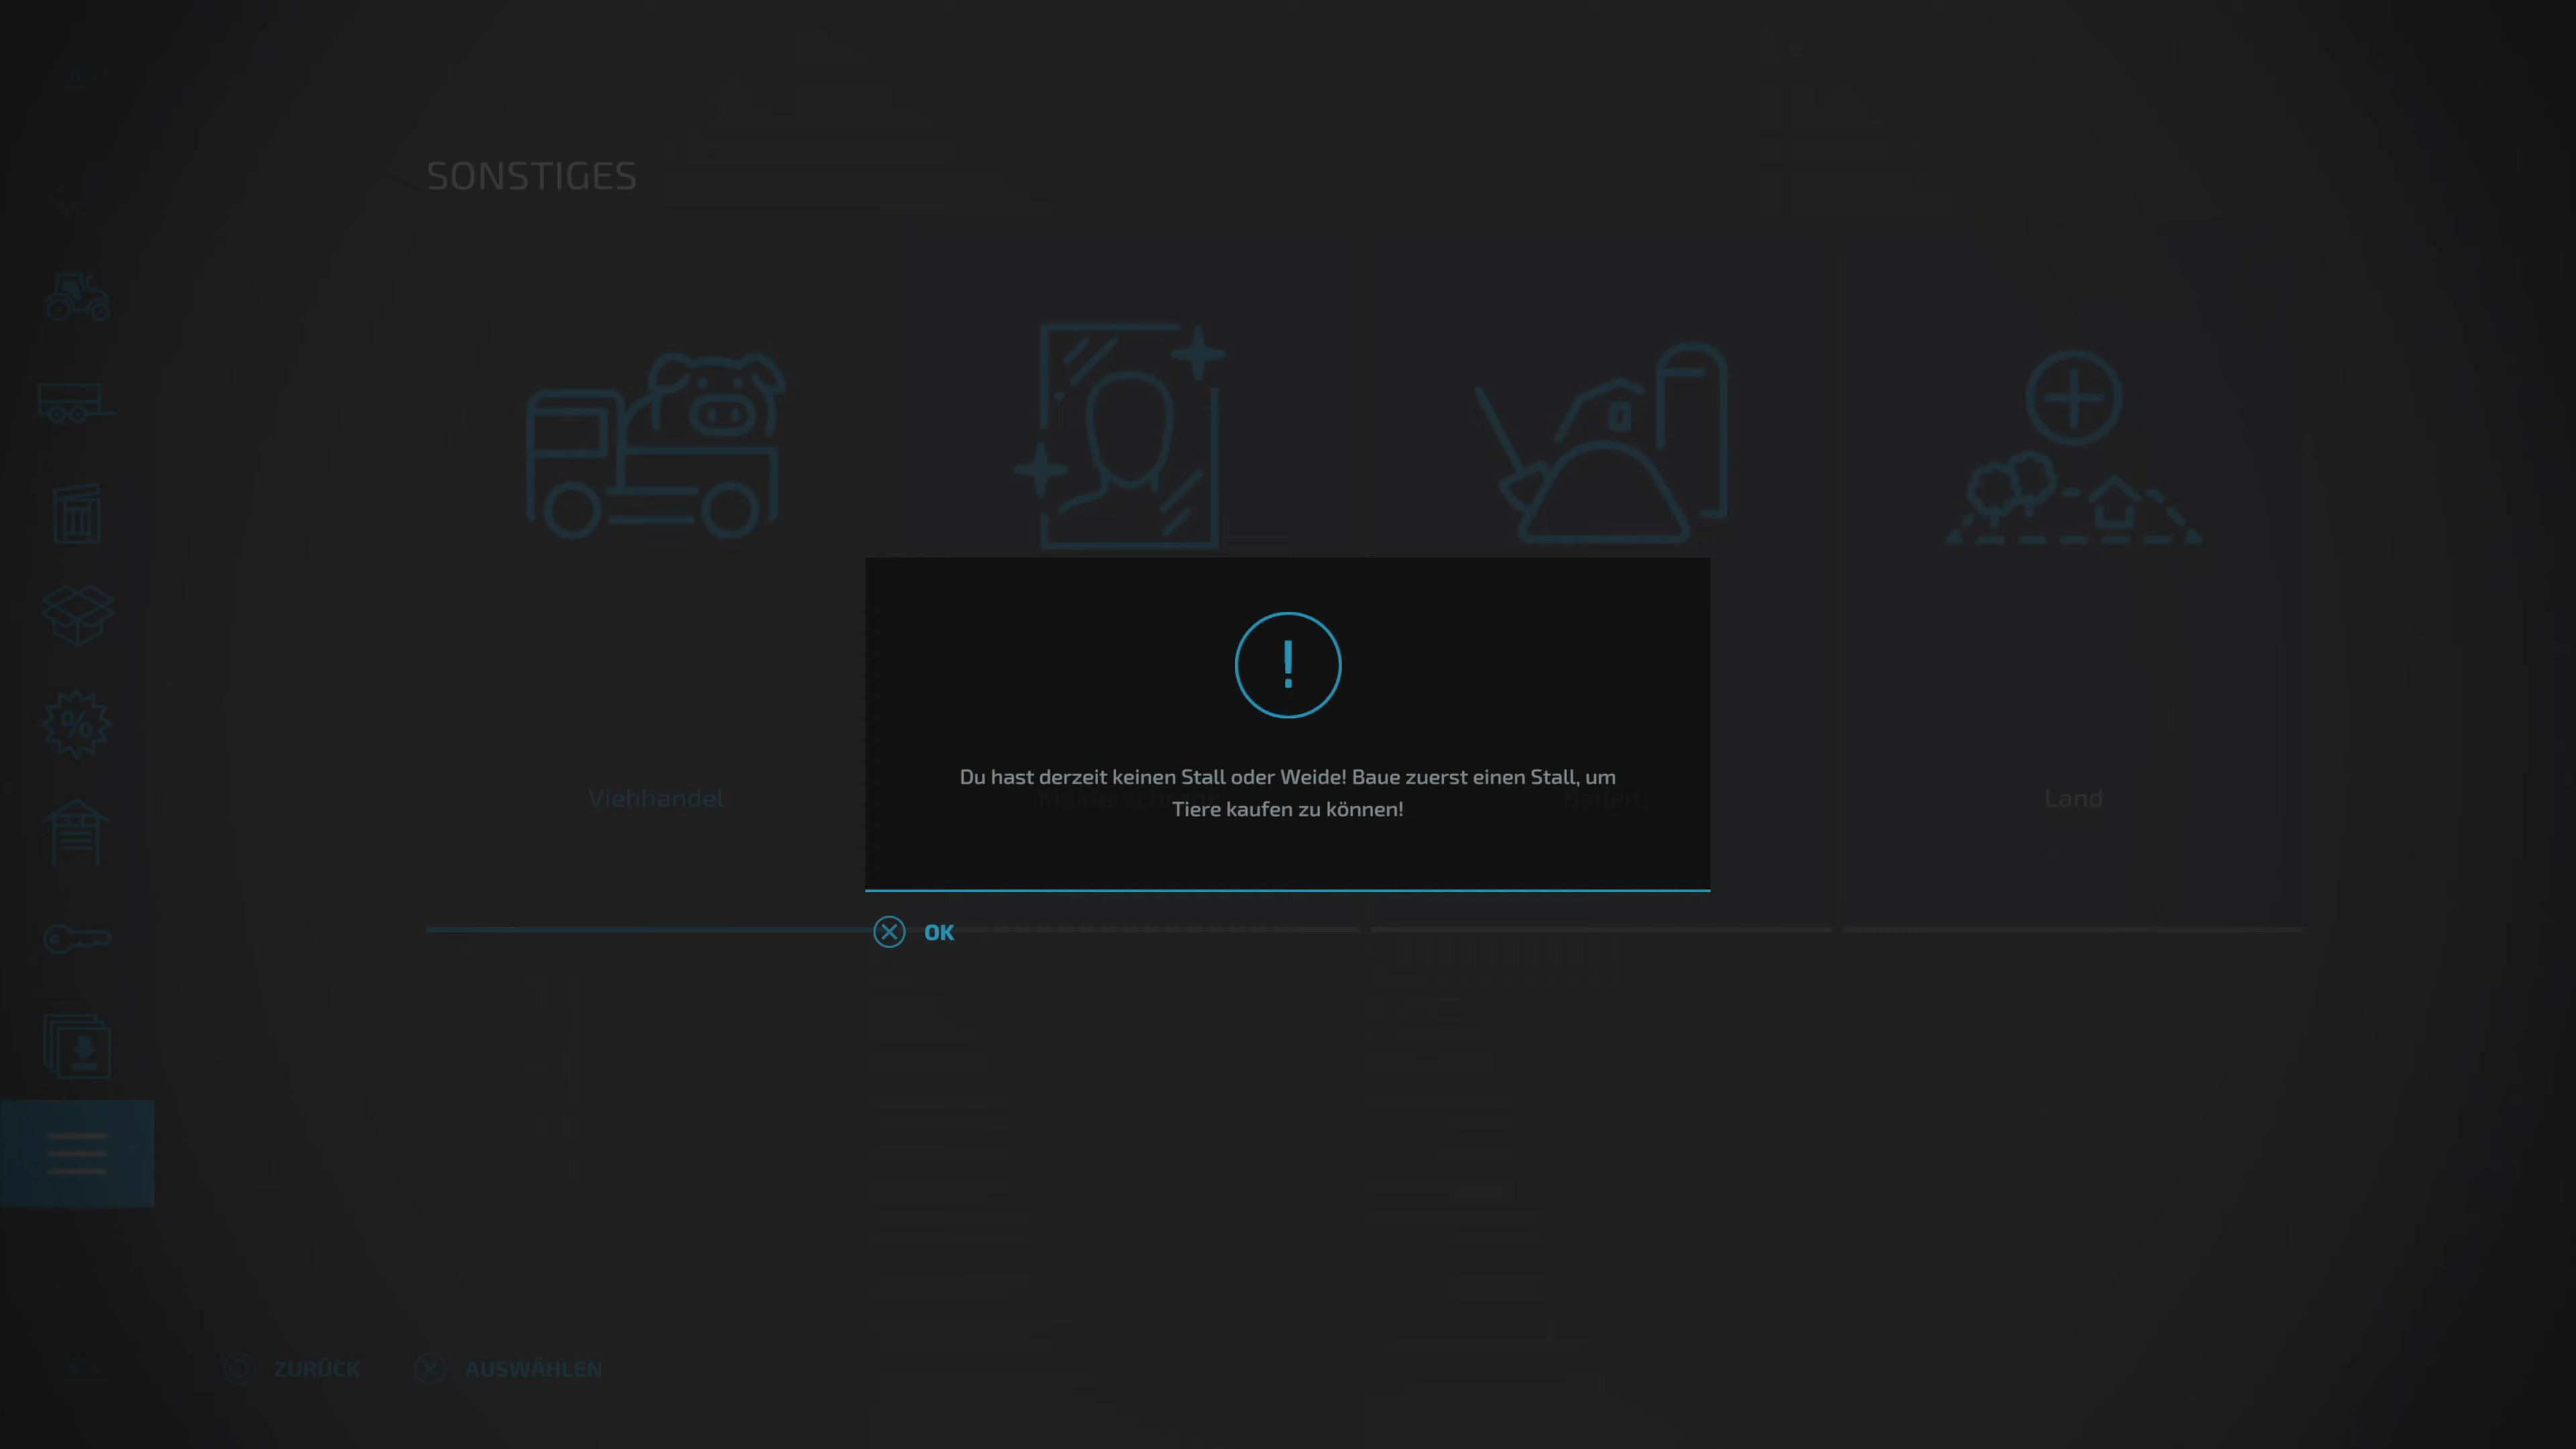 SONSTIGES
%
!
Du hast derzeit keinen Stall oder Weide! Baue zuerst einen Stall, um
Tiere kaufen zu können!
Viehhandel
Bauen
Land
OK
ZURÜCK
AUSWÄHLEN